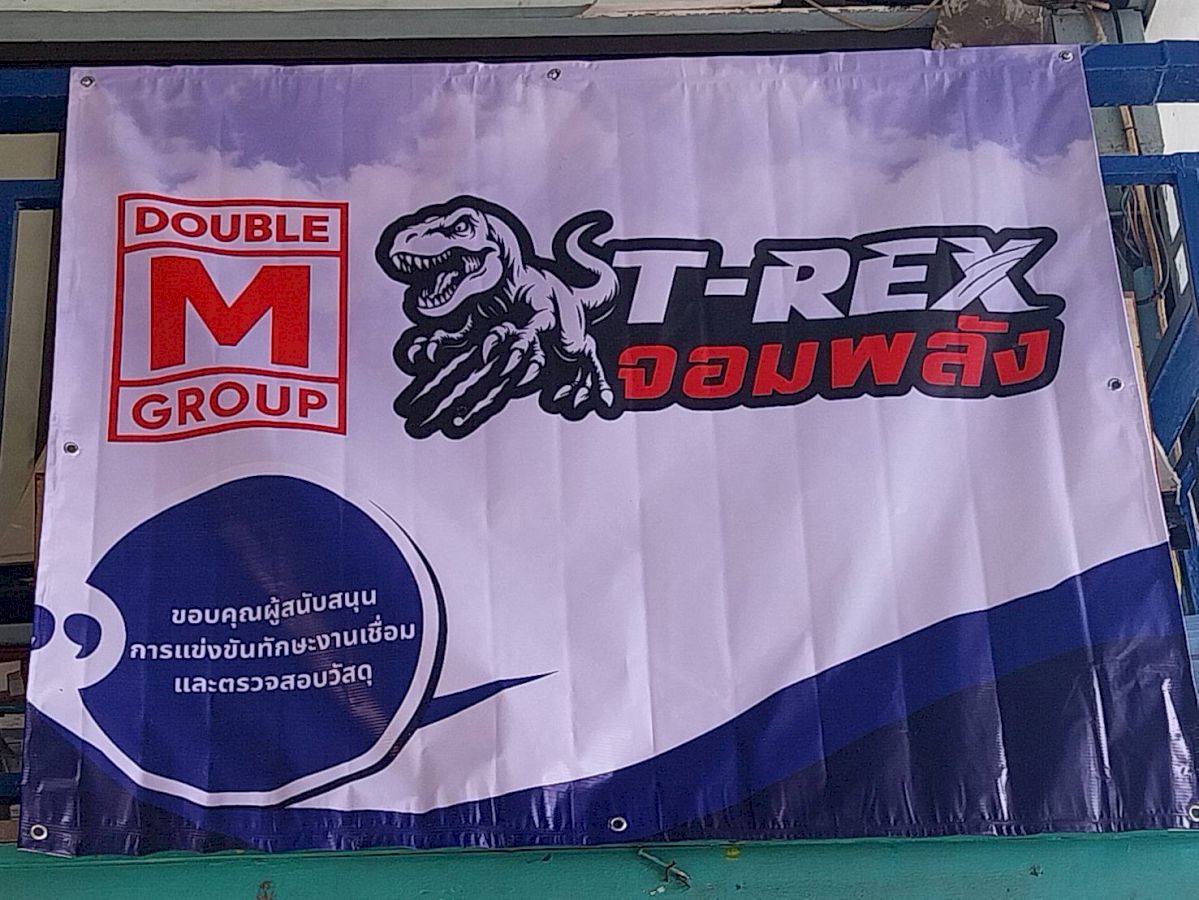 DOUBLE
M
GROUP
T-REX
จอมพลัง
ขอบคุณผู้สนับสนุน
การแข่งขันทักษะงานเชื่อม
และตรวจสอบวัสดุ